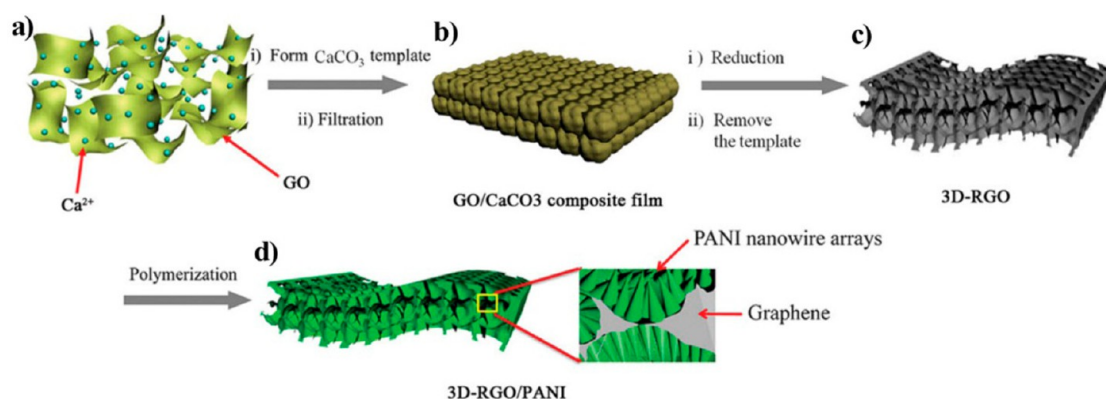 a)
Ca²⁺
GO
i) Form CaCO₃ template
ii) Filtration
b)
GO/CaCO3 composite film
i ) Reduction
ii) Remove
the template
c)
3D-RGO
Polymerization
d)
3D-RGO/PANI
PANI nanowire arrays
Graphene